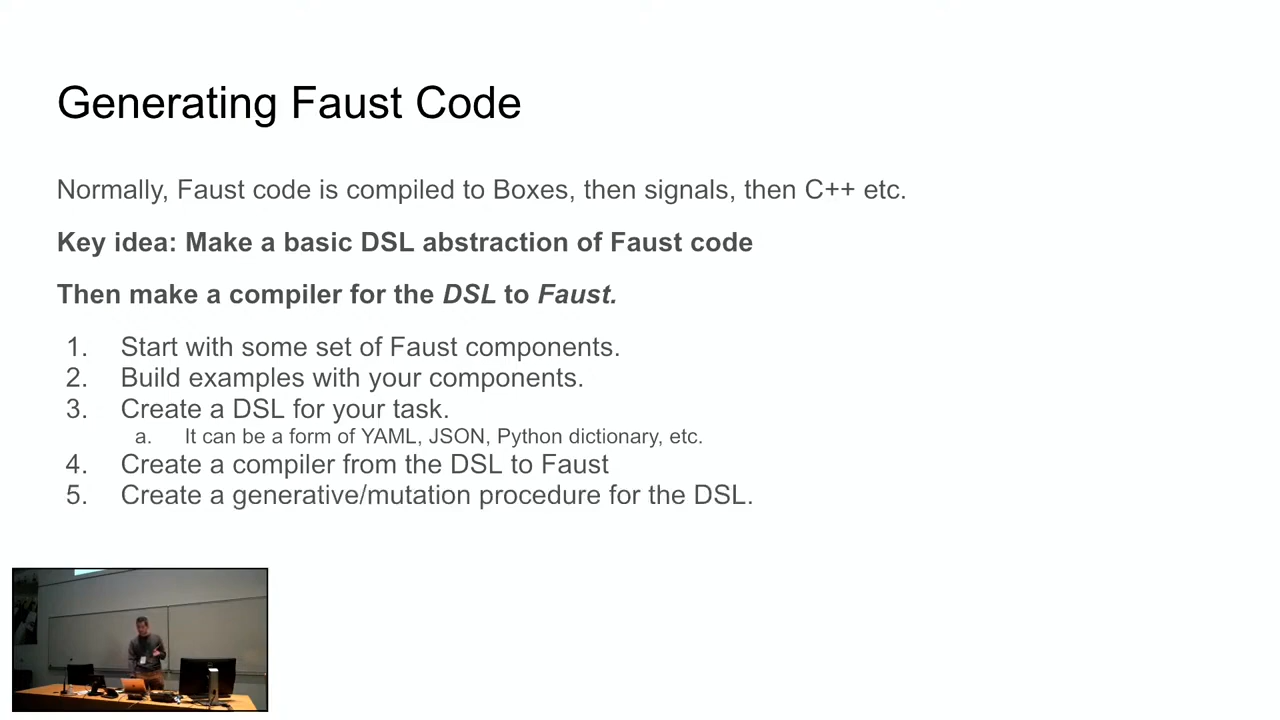 Generating Faust Code
Normally, Faust code is compiled to Boxes, then signals, then C++ etc.
Key idea: Make a basic DSL abstraction of Faust code
Then make a compiler for the DSL to Faust.
1. Start with some set of Faust components.
2. Build examples with your components.
3. Create a DSL for your task.
a. It can be a form of YAML, JSON, Python dictionary, etc.
4. Create a compiler from the DSL to Faust
5. Create a generative/mutation procedure for the DSL.